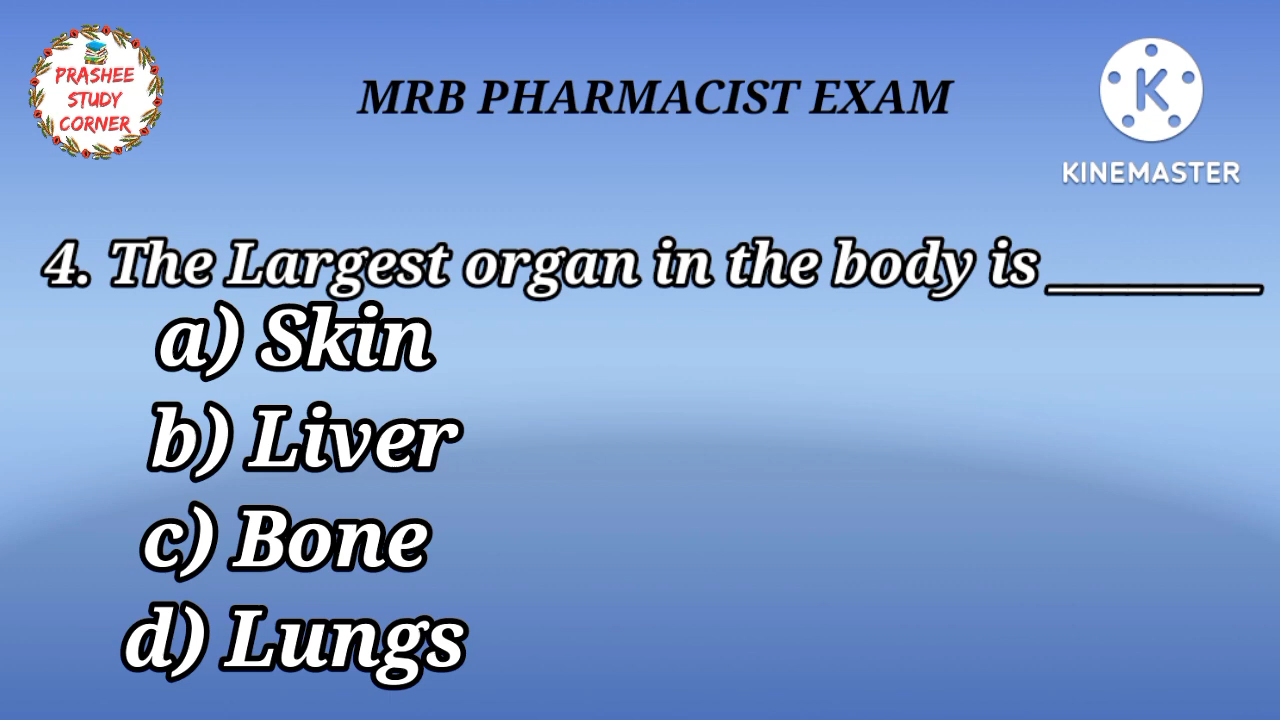 PRASHEE
STUDY
CORNER
MRB PHARMACIST EXAM
K
KINEMASTER
4. The Largest organ in the body is ________
a) Skin
b) Liver
c) Bone
d) Lungs